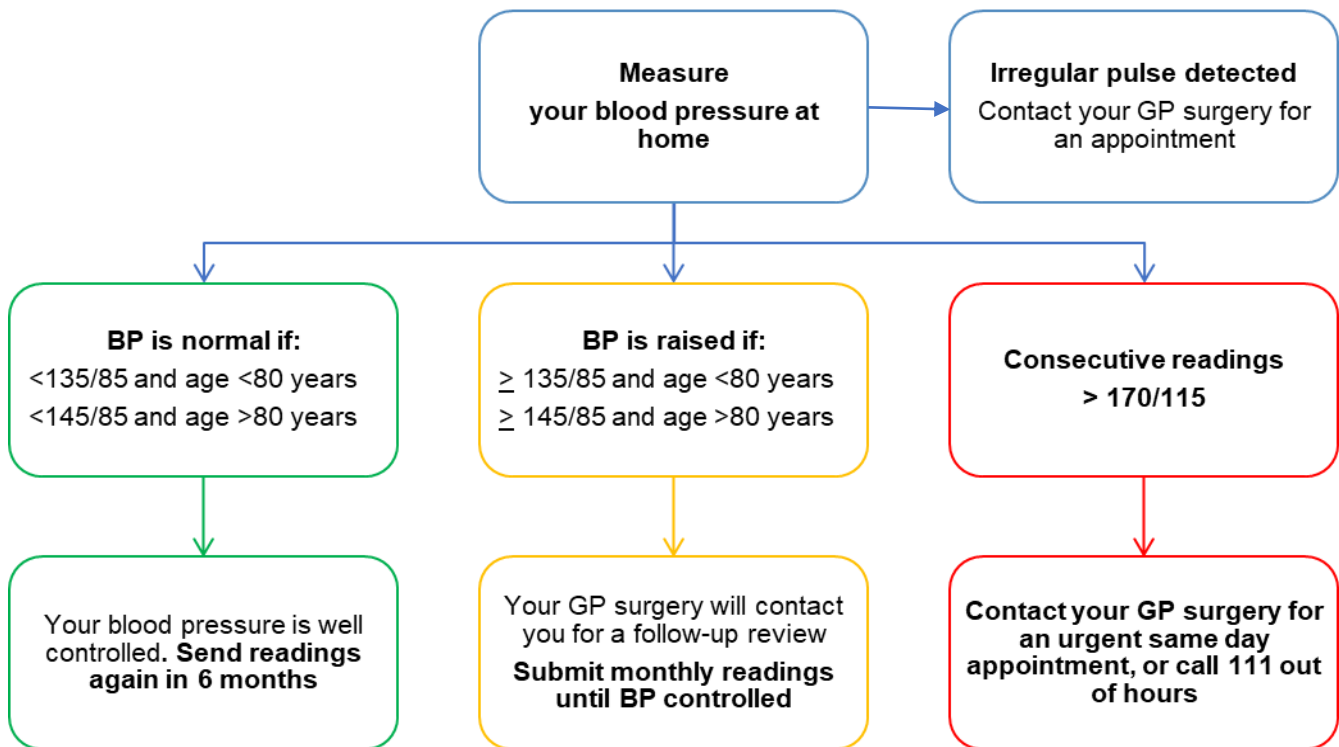 Measure
your blood pressure at
home
Irregular pulse detected
Contact your GP surgery for
an appointment
BP is normal if:
<135/85 and age <80 years
<145/85 and age >80 years
BP is raised if:
≥ 135/85 and age <80 years
≥ 145/85 and age >80 years
Consecutive readings
> 170/115
Your blood pressure is well
controlled. Send readings
again in 6 months
Your GP surgery will contact
you for a follow-up review
Submit monthly readings
until BP controlled
Contact your GP surgery for
an urgent same day
appointment, or call 111 out
of hours